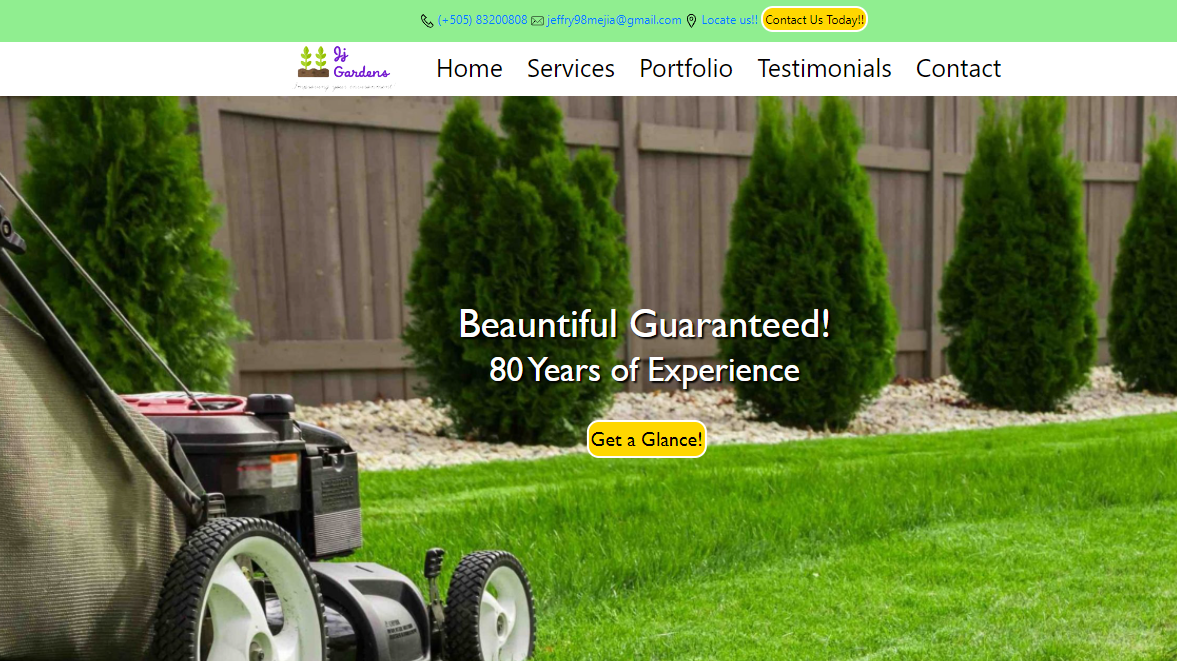 (+505) 83200808 jeffry98mejia@gmail.com Locate us!! Contact Us Today!!
Jj
Gardens
Home Services Portfolio Testimonials Contact
Beauntiful Guaranteed!
80 Years of Experience
Get a Glance!